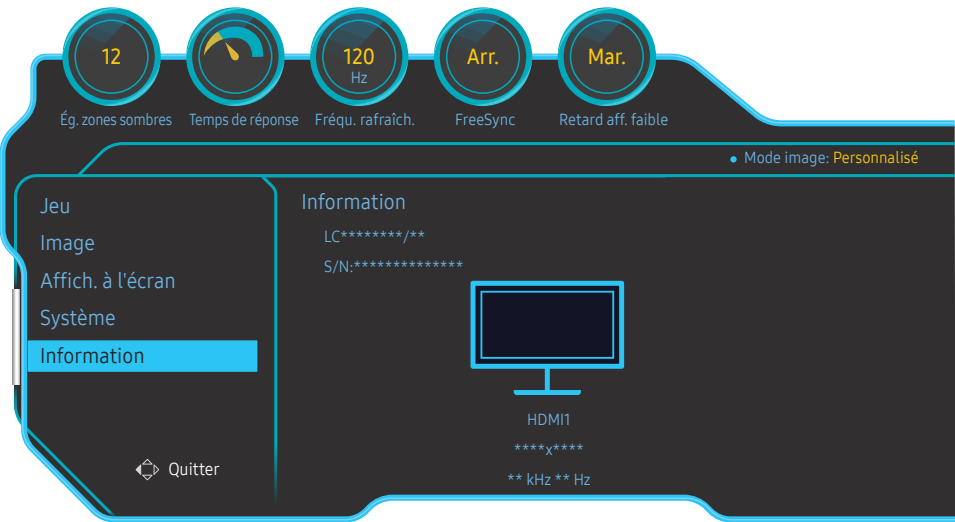 12
120
Hz
Arr.
Mar.
Ég. zones sombres
Temps de réponse
Fréqu. rafraîch.
FreeSync
Retard aff. faible
Mode image: Personnalisé
Jeu
Image
Affich. à l'écran
Système
Information
Quitter
Information
LC********/**
S/N:**************
HDMI1
****x****
** kHz ** Hz